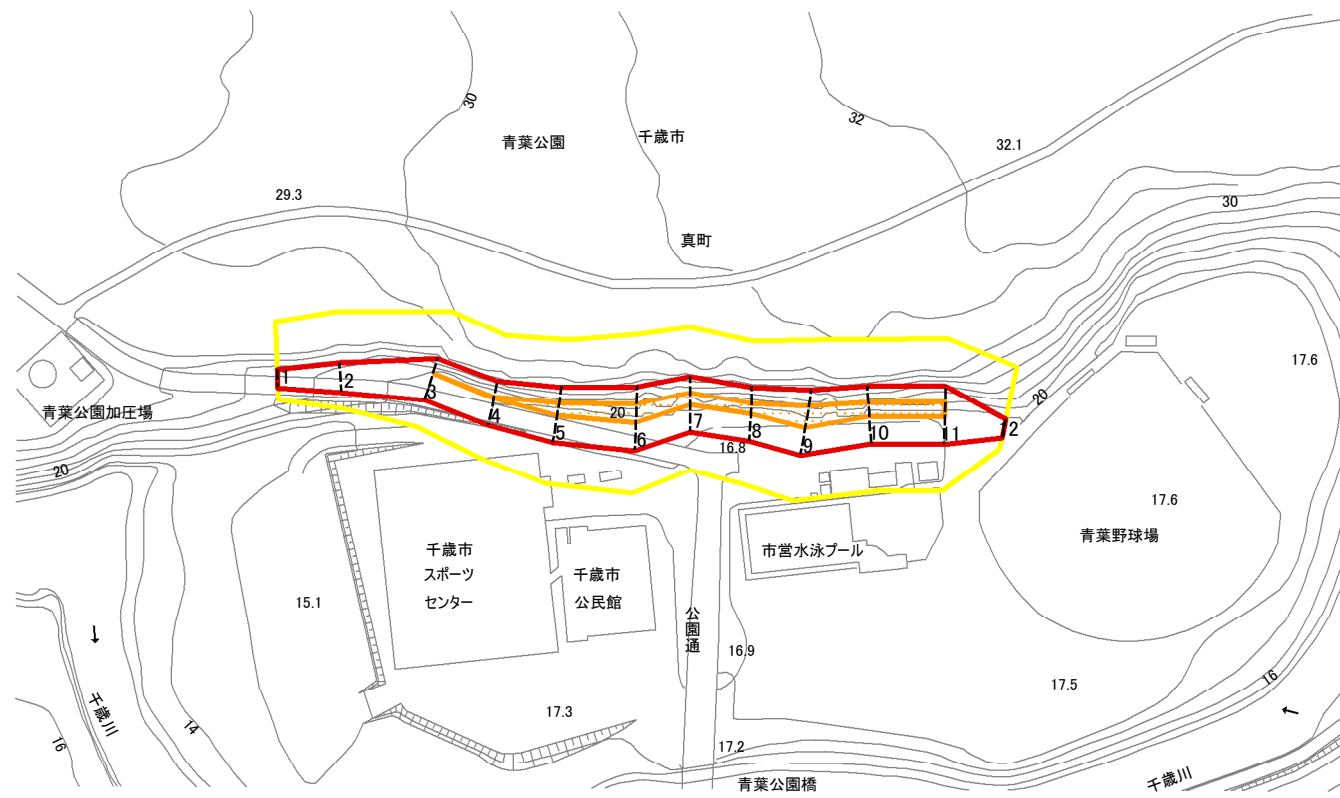 30
青葉公園
千歳市
32
32.1
29.3
30
真町
17.6
青葉公園加圧場
1
2
3
4
5
6
7
8
9
10
11
12
20
20
16.8
20
17.6
青葉野球場
千歳市
スポーツ
センター
千歳市
公民館
市営水泳プール
15.1
公園通
16.9
17.5
16
千歳川
14
16
17.3
17.2
青葉公園橋
千歳川